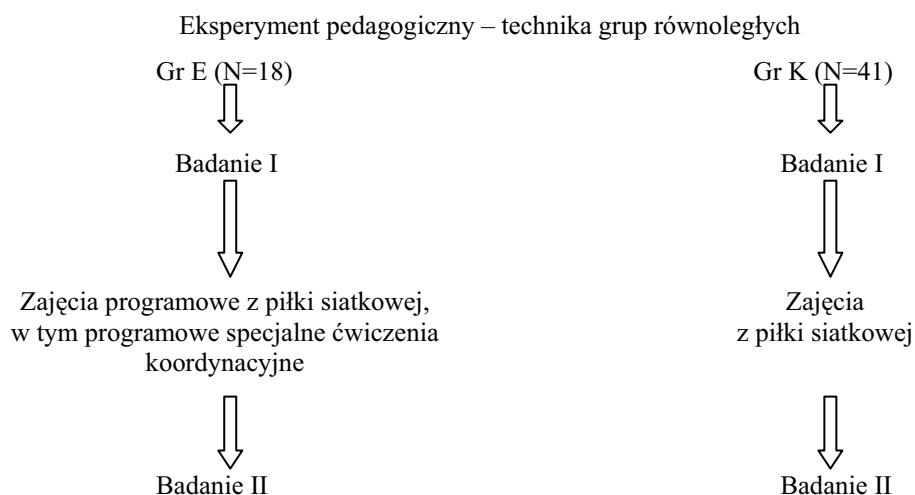 Eksperyment pedagogiczny – technika grup równoległych
Gr E (N=18)
Gr K (N=41)
Badanie I
Badanie I
Zajęcia programowe z piłki siatkowej,
w tym programowe specjalne ćwiczenia
koordynacyjne
Zajęcia
z piłki siatkowej
Badanie II
Badanie II